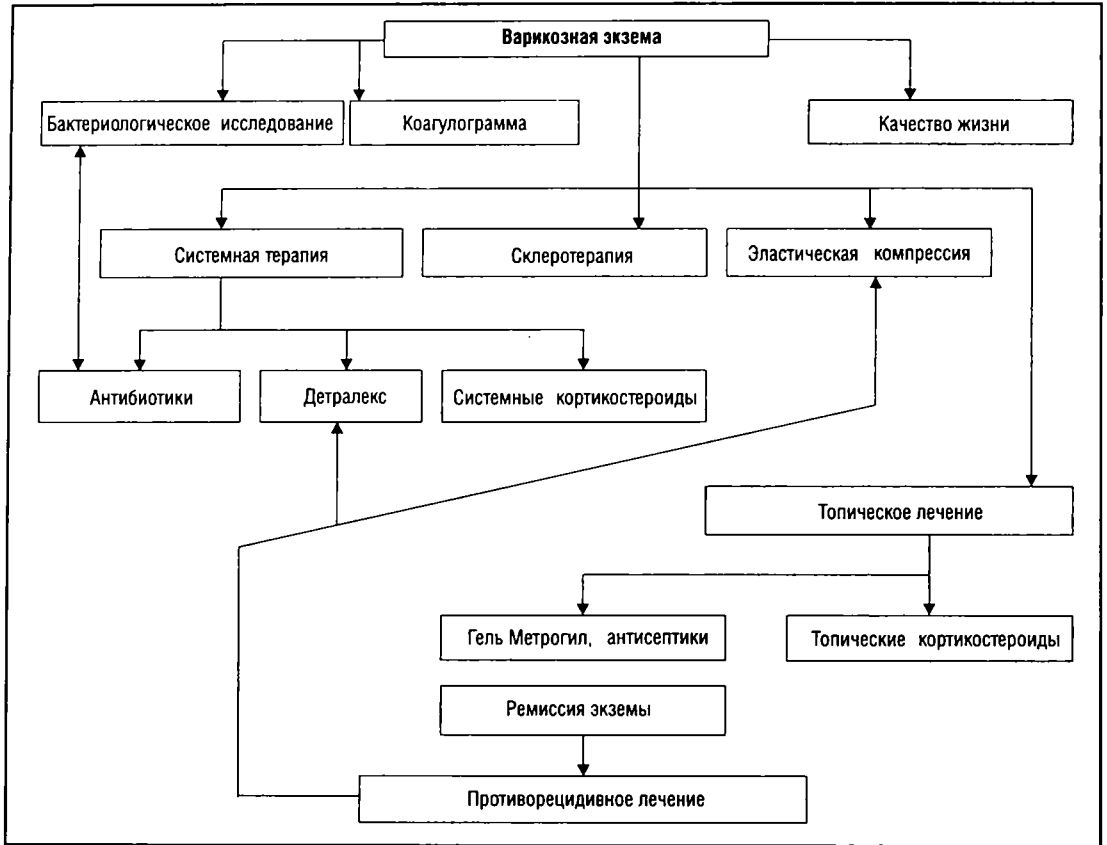 Варикозная экзема
Бактериологическое исследование
Коагулограмма
Качество жизни
Системная терапия
Склеротерапия
Эластическая компрессия
Антибиотики
Детралекс
Системные кортикостероиды
Топическое лечение
Гель Метрогил, антисептики
Топические кортикостероиды
Ремиссия экземы
Противорецидивное лечение